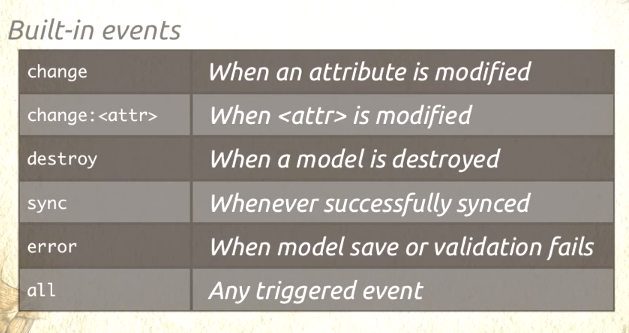 Built-in events
change When an attribute is modified
change:<attr> When <attr> is modified
destroy When a model is destroyed
sync Whenever successfully synced
error When model save or validation fails
all Any triggered event